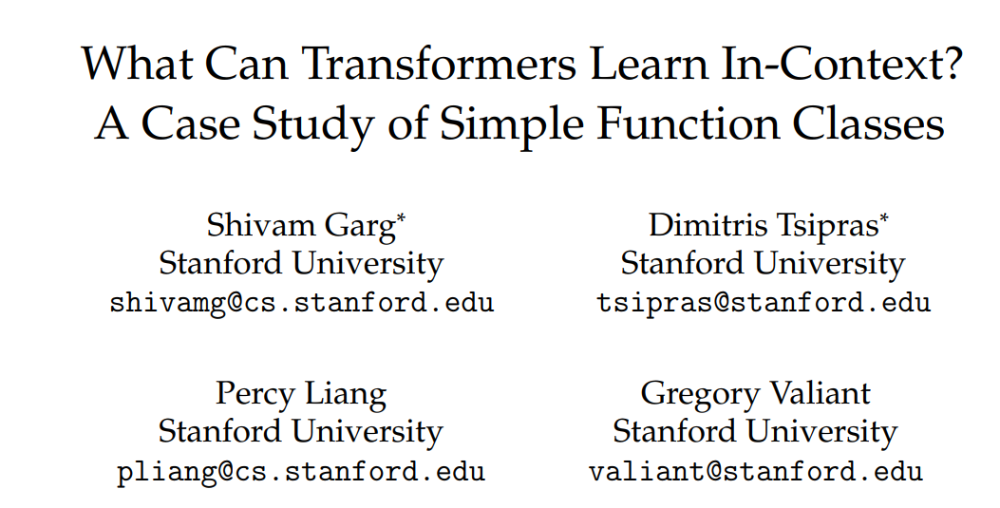 What Can Transformers Learn In-Context?
A Case Study of Simple Function Classes
Shivam Garg*
Stanford University
shivamg@cs.stanford.edu
Dimitris Tsipras*
Stanford University
tsipras@stanford.edu
Percy Liang
Stanford University
pliang@cs.stanford.edu
Gregory Valiant
Stanford University
valiant@stanford.edu